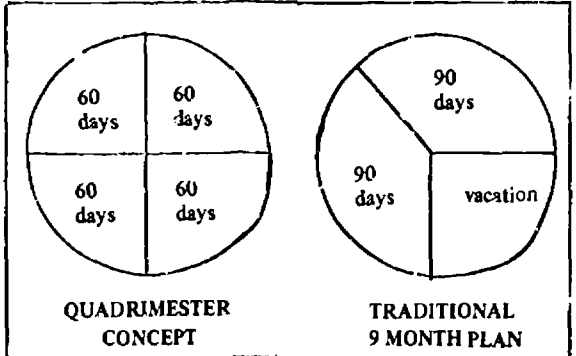 60
days
60
days
60
days
60
days
QUADRIMESTER
CONCEPT
90
days
90
days
vacation
TRADITIONAL
9 MONTH PLAN